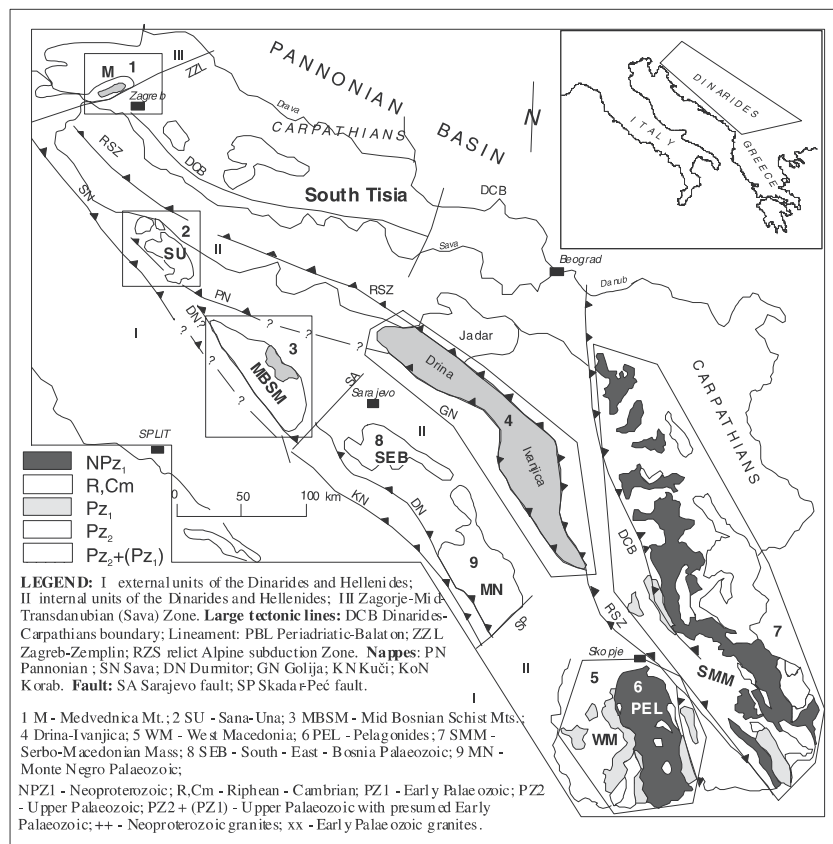 III
M 1
ZZL
Zagreb
PANNONIAN
BASIN
Drava
CARPATHIANS
N
DINARIDES
ITALY
GREECE
RSZ
DCB
SN
South Tisia
DCB
2
SU
II
Sava
Beograd
Danub
RSZ
PN
DN?
?
?
?
?
?
?
I
3
MBSM
Jadar
Drina
SA
Sarajevo
GN
4
Ivanjica
CARPATHIANS
SPLIT
8
SEB
II
KN
DN
9
MN
SP
DCB
RSZ
7
SMM
Skopje
5
6
PEL
WM
II
I
NPz1
R,Cm
Pz1
Pz2
Pz2+(Pz1)
0 50 100 km
LEGEND: I external units of the Dinarides and Hellenides;
II internal units of the Dinarides and Hellenides; III Zagorje-Mid-
Transdanubian (Sava) Zone. Large tectonic lines: DCB Dinarides-
Carpathians boundary; Lineament: PBL Periadriatic-Balaton; ZZL
Zagreb-Zemplin; RZS relict Alpine subduction Zone. Nappes: PN
Pannonian ; SN Sava; DN Durmitor; GN Golija; KN Kuči; KoN
Korab. Fault: SA Sarajevo fault; SP Skadar-Peć fault.
1 M - Medvednica Mt.; 2 SU - Sana-Una; 3 MBSM - Mid Bosnian Schist Mts.;
4 Drina-Ivanjica; 5 WM - West Macedonia; 6 PEL - Pelagonides; 7 SMM -
Serbo-Macedonian Mass; 8 SEB - South - East - Bosnia Palaeozoic; 9 MN -
Monte Negro Palaeozoic;
NPZ1 - Neoproterozoic; R,Cm - Riphean - Cambrian; PZ1 - Early Palaeozoic; PZ2
- Upper Palaeozoic; PZ2 + (PZ1) - Upper Palaeozoic with presumed Early
Palaeozoic; ++ - Neoproterozoic granites; xx - Early Palaeozoic granites.